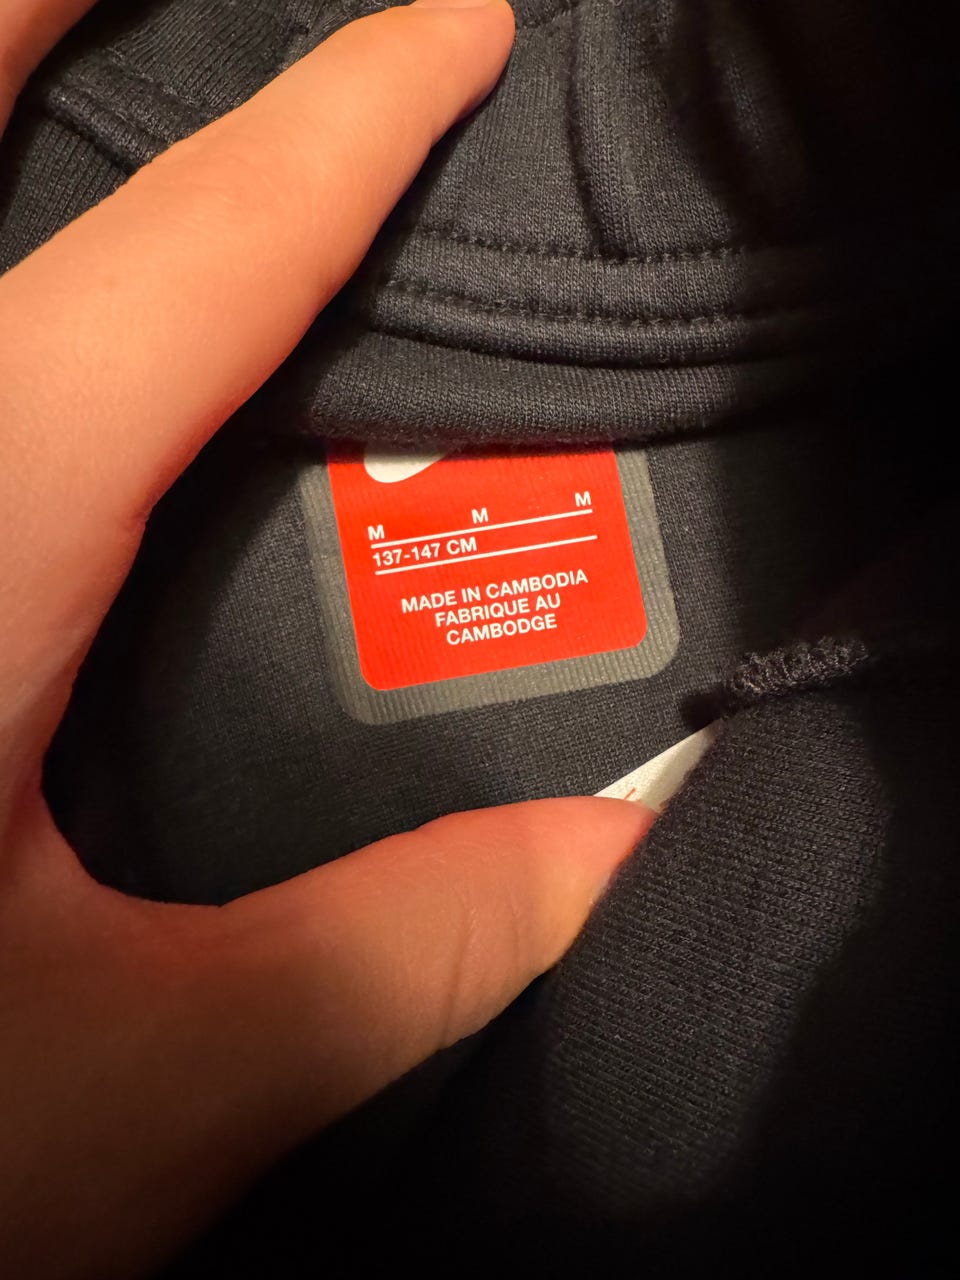 M M M
137-147 CM
MADE IN CAMBODIA
FABRIQUE AU
CAMBODGE